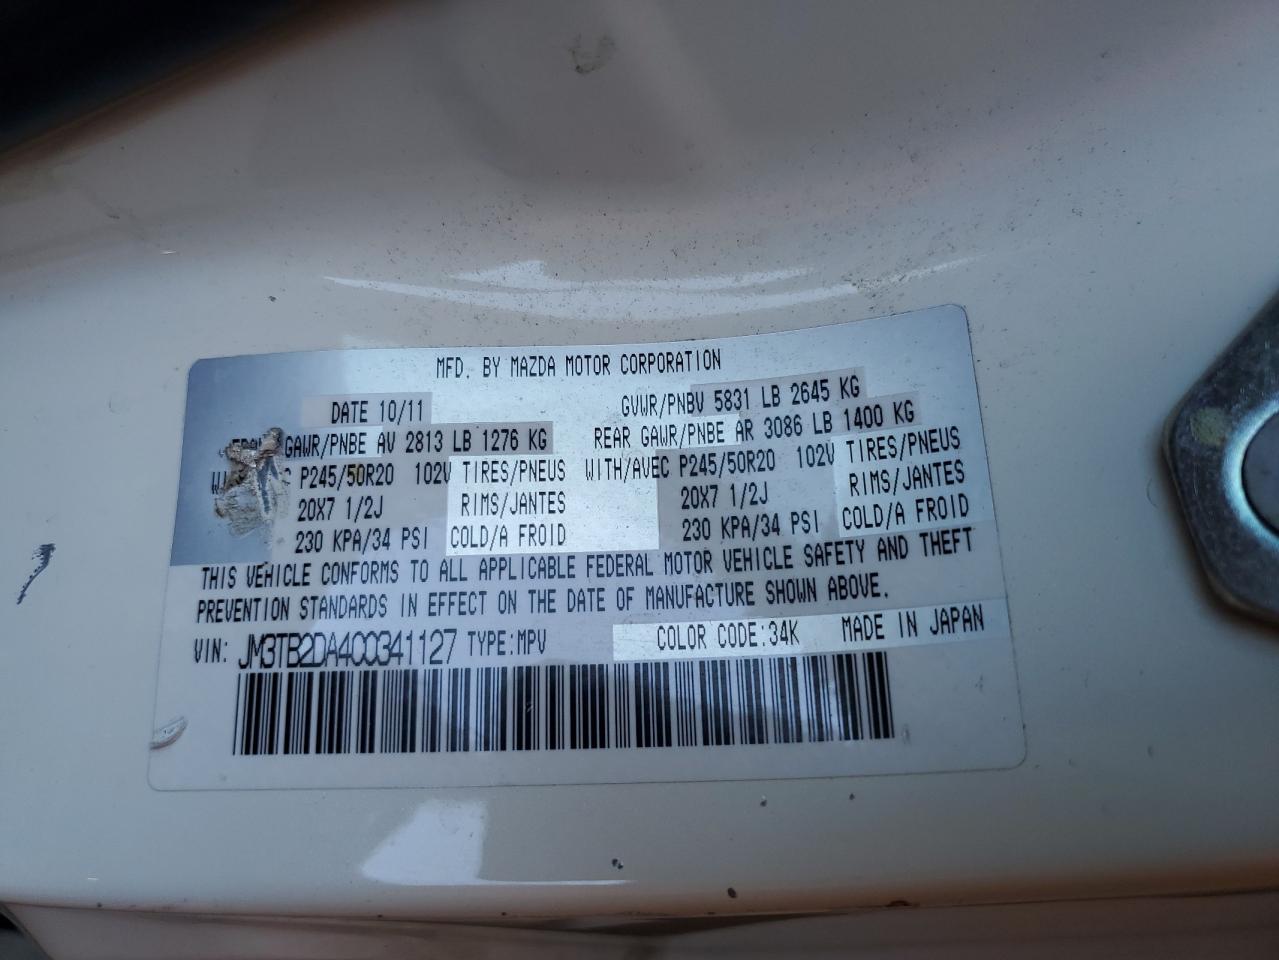 MFD. BY MAZDA MOTOR CORPORATION
DATE 10/11 GVWR/PNBV 5831 LB 2645 KG
GAWR/PNBE AV 2813 LB 1276 KG REAR GAWR/PNBE AR 3086 LB 1400 KG
P245/50R20 102V TIRES/PNEUS WITH/AVEC P245/50R20 102V TIRES/PNEUS
20X7 1/2J RIMS/JANTES 20X7 1/2J RIMS/JANTES
230 KPA/34 PSI COLD/A FROID 230 KPA/34 PSI COLD/A FROID
THIS VEHICLE CONFORMS TO ALL APPLICABLE FEDERAL MOTOR VEHICLE SAFETY AND THEFT
PREVENTION STANDARDS IN EFFECT ON THE DATE OF MANUFACTURE SHOWN ABOVE.
VIN: JM3TB2DA4C0341127 TYPE:MPV COLOR CODE:34K MADE IN JAPAN